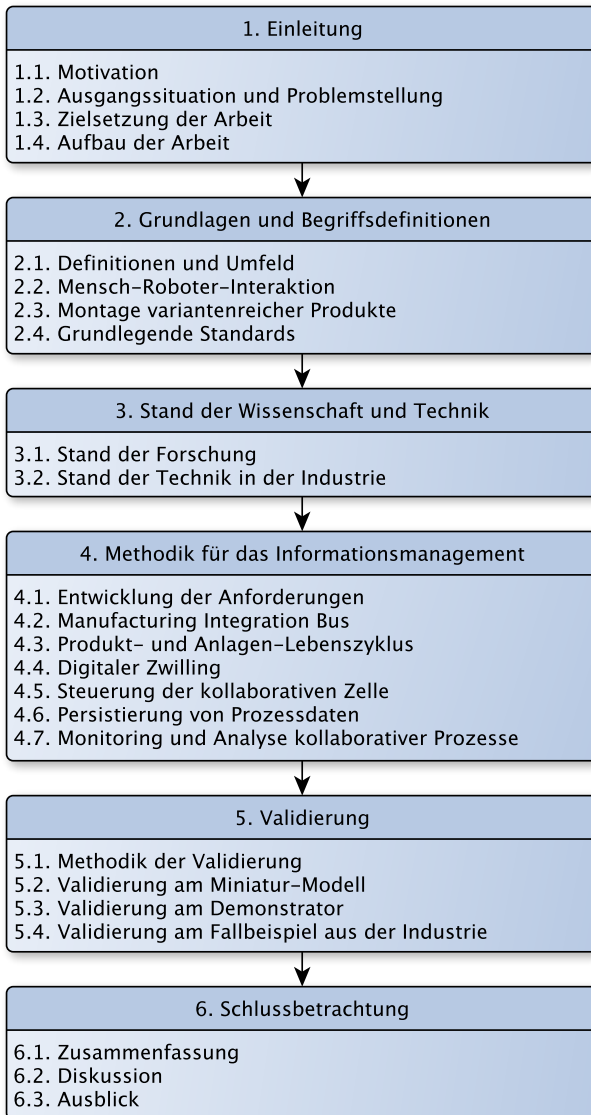 1. Einleitung
1.1. Motivation
1.2. Ausgangssituation und Problemstellung
1.3. Zielsetzung der Arbeit
1.4. Aufbau der Arbeit
2. Grundlagen und Begriffsdefinitionen
2.1. Definitionen und Umfeld
2.2. Mensch-Roboter-Interaktion
2.3. Montage variantenreicher Produkte
2.4. Grundlegende Standards
3. Stand der Wissenschaft und Technik
3.1. Stand der Forschung
3.2. Stand der Technik in der Industrie
4. Methodik für das Informationsmanagement
4.1. Entwicklung der Anforderungen
4.2. Manufacturing Integration Bus
4.3. Produkt- und Anlagen-Lebenszyklus
4.4. Digitaler Zwilling
4.5. Steuerung der kollaborativen Zelle
4.6. Persistierung von Prozessdaten
4.7. Monitoring und Analyse kollaborativer Prozesse
5. Validierung
5.1. Methodik der Validierung
5.2. Validierung am Miniatur-Modell
5.3. Validierung am Demonstrator
5.4. Validierung am Fallbeispiel aus der Industrie
6. Schlussbetrachtung
6.1. Zusammenfassung
6.2. Diskussion
6.3. Ausblick